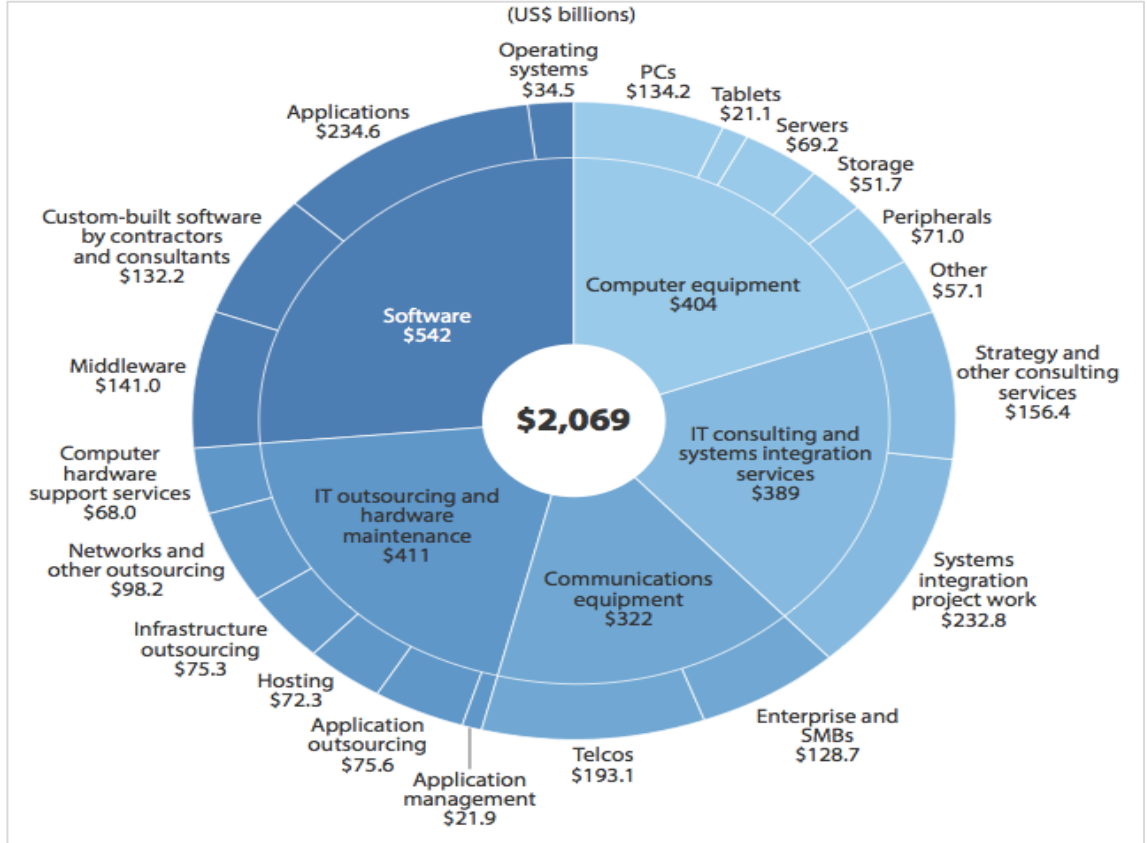 (US$ billions)
Operating
systems
$34.5
PCs
$134.2
Tablets
$21.1
Servers
$69.2
Storage
$51.7
Peripherals
$71.0
Other
$57.1
Strategy and
other consulting
services
$156.4
Systems
integration
project work
$232.8
Enterprise and
SMBs
$128.7
Telcos
$193.1
Application
management
$21.9
Application
outsourcing
$75.6
Hosting
$72.3
Infrastructure
outsourcing
$75.3
Networks and
other outsourcing
$98.2
Computer
hardware
support services
$68.0
Middleware
$141.0
Custom-built software
by contractors
and consultants
$132.2
Applications
$234.6
Computer equipment
$404
IT consulting and
systems integration
services
$389
Communications
equipment
$322
IT outsourcing and
hardware
maintenance
$411
Software
$542
$2,069